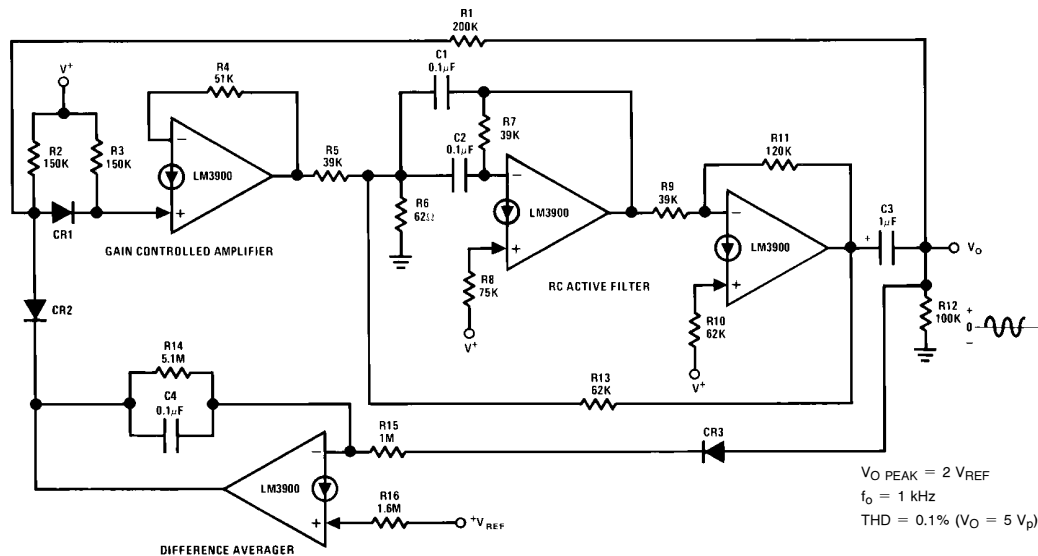 R1
200K
C1
0.1μF
V+
R4
51K
R7
39K
R11
120K
R2
150K
R3
150K
C2
0.1μF
R5
39K
R9
39K
C3
1μF
−
LM3900
+
CR1
R6
62Ω
−
LM3900
+
−
LM3900
+
+
VO
GAIN CONTROLLED AMPLIFIER
R8
75K
V+
RC ACTIVE FILTER
R10
62K
V+
R12
100K
+
0
−
CR2
R14
5.1M
C4
0.1μF
R13
62K
R15
1M
CR3
−
LM3900
+
R16
1.6M
+VREF
DIFFERENCE AVERAGER
VO PEAK = 2 VREF
fo = 1 kHz
THD = 0.1% (VO = 5 Vp)